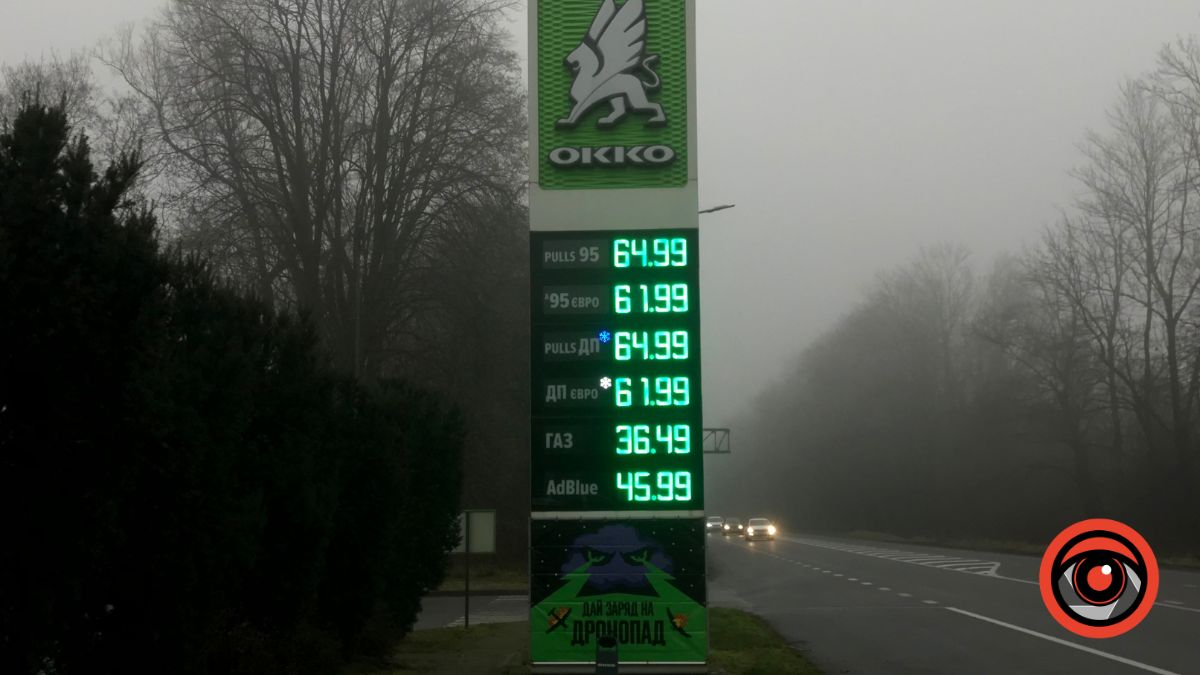 OKKO
PULLS 95 64.99
А95 ЄВРО 61.99
PULLS ДП 64.99
ДП ЄВРО 61.99
ГАЗ 36.49
AdBlue 45.99
ДАЙ ЗАРЯД НА
ДРОНОПАД